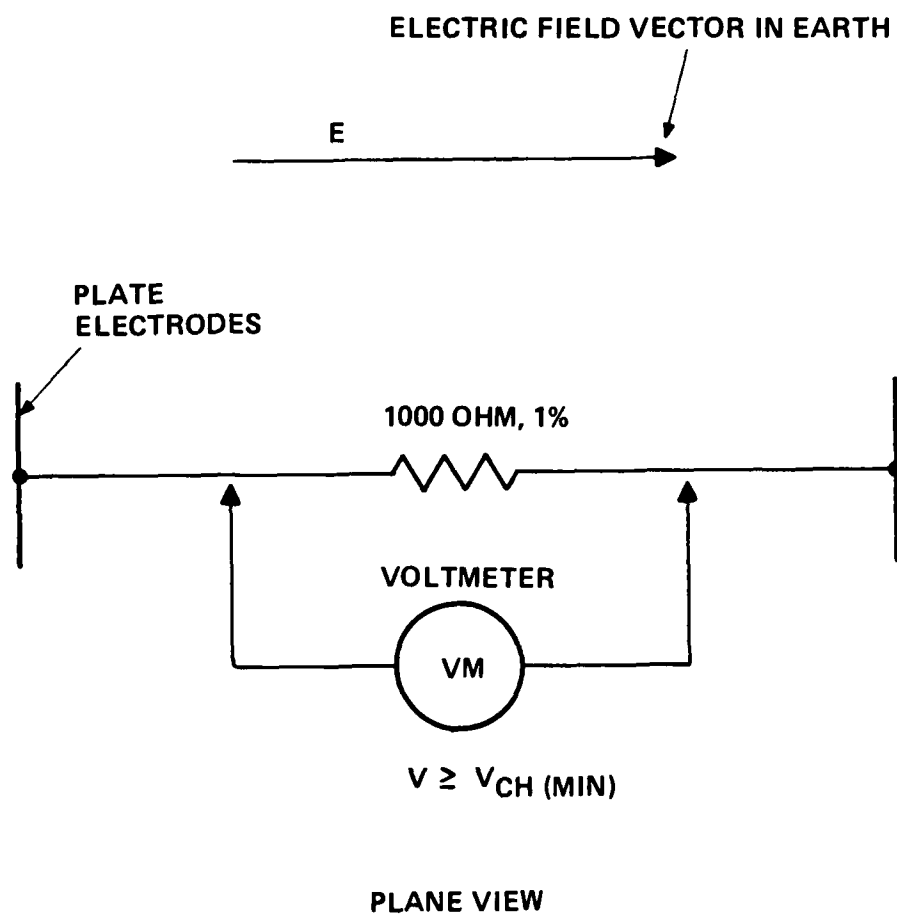 ELECTRIC FIELD VECTOR IN EARTH
E
PLATE
ELECTRODES
1000 OHM, 1%
VOLTMETER
VM
V ≥ VCH (MIN)
PLANE VIEW